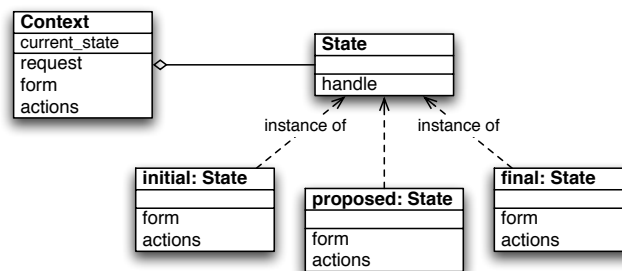 Context
current_state
request
form
actions
State
handle
instance of
instance of
initial: State
form
actions
proposed: State
form
actions
final: State
form
actions